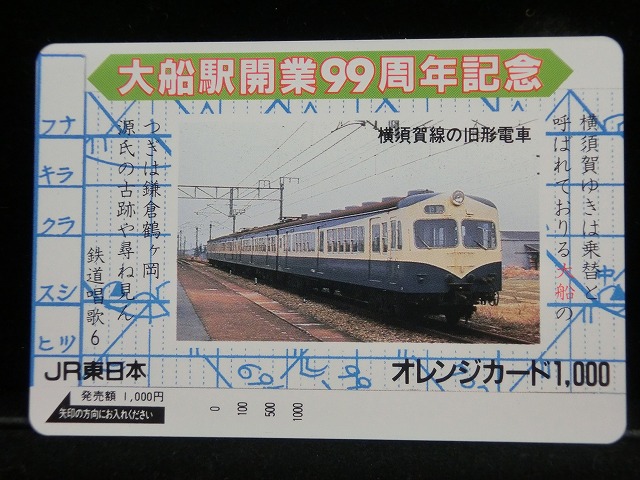 大船駅開業99周年記念
横須賀線の旧形電車
横須賀ゆきは乗替と
呼ばれておりる大船の
つぎは鎌倉鶴ヶ岡
源氏の古跡や尋ね見ん
鉄道唱歌6
フナ
キラ
クラ
スシ
ヒツ
JR東日本
オレンジカード1,000
発売額 1,000円
矢印の方向にお入れください
0 100 500 1000